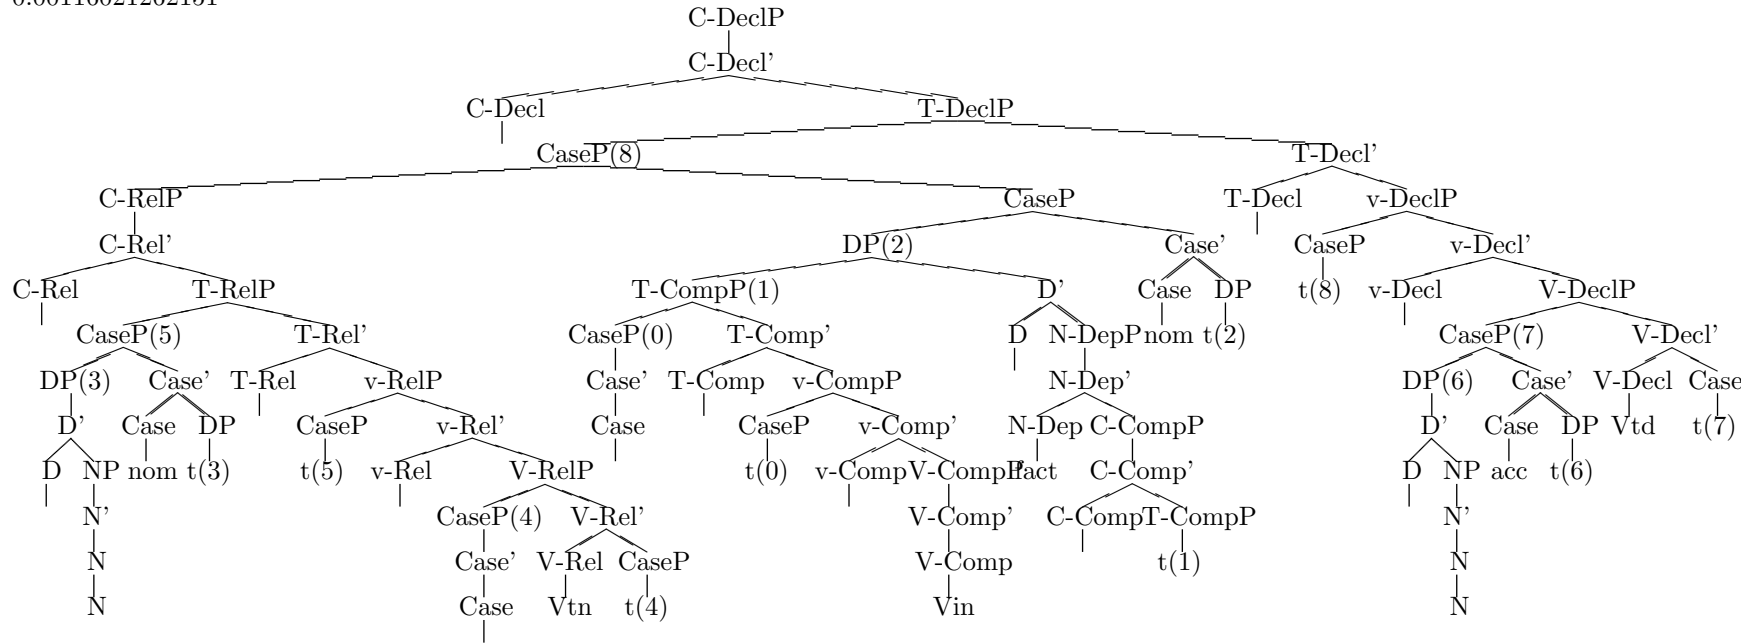 C-DeclP
C-Decl’
C-Decl T-DeclP
CaseP(8) T-Decl’
C-RelP CaseP T-Decl v-DeclP
C-Rel’ DP(2) Case’ CaseP v-Decl’
C-Rel T-RelP T-CompP(1) D’ Case DP t(8) v-Decl V-DeclP
CaseP(5) T-Rel’ CaseP(0) T-Comp’ D N-DepP nom t(2) CaseP(7) V-Decl’
DP(3) Case’ T-Rel v-RelP Case’ T-Comp v-CompP N-Dep’ DP(6) Case’ V-Decl Case
D’ Case DP CaseP v-Rel’ Case CaseP v-Comp’ N-Dep C-CompP D’ Case DP Vtd t(7)
D NP nom t(3) t(5) v-Rel V-RelP t(0) v-Comp V-CompP fact C-Comp’ D NP acc t(6)
N’ CaseP(4) V-Rel’ V-Comp’ C-Comp T-CompP N’
N Case’ V-Rel CaseP V-Comp t(1) N
N Case Vtn t(4) Vin N